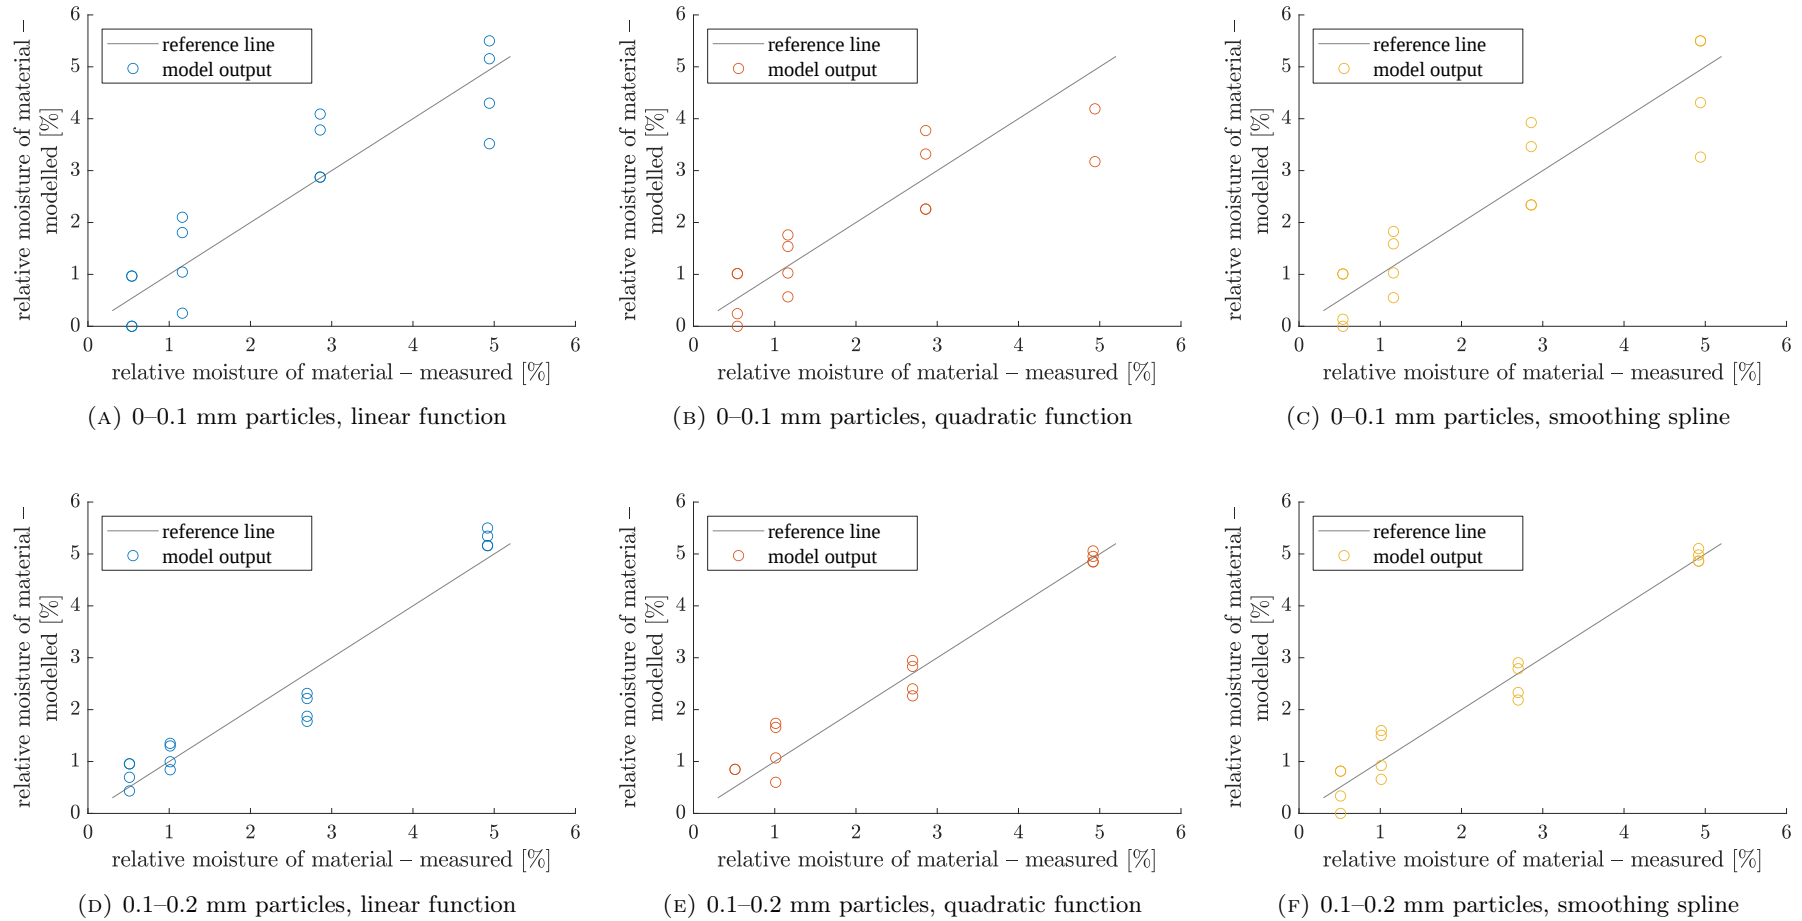 relative moisture of material –
modelled [%]
6
5
4
3
2
1
0
reference line
model output
0 1 2 3 4 5 6
relative moisture of material – measured [%]
(A) 0–0.1 mm particles, linear function
relative moisture of material –
modelled [%]
6
5
4
3
2
1
0
reference line
model output
0 1 2 3 4 5 6
relative moisture of material – measured [%]
(B) 0–0.1 mm particles, quadratic function
relative moisture of material –
modelled [%]
6
5
4
3
2
1
0
reference line
model output
0 1 2 3 4 5 6
relative moisture of material – measured [%]
(C) 0–0.1 mm particles, smoothing spline
relative moisture of material –
modelled [%]
6
5
4
3
2
1
0
reference line
model output
0 1 2 3 4 5 6
relative moisture of material – measured [%]
(D) 0.1–0.2 mm particles, linear function
relative moisture of material –
modelled [%]
6
5
4
3
2
1
0
reference line
model output
0 1 2 3 4 5 6
relative moisture of material – measured [%]
(E) 0.1–0.2 mm particles, quadratic function
relative moisture of material –
modelled [%]
6
5
4
3
2
1
0
reference line
model output
0 1 2 3 4 5 6
relative moisture of material – measured [%]
(F) 0.1–0.2 mm particles, smoothing spline